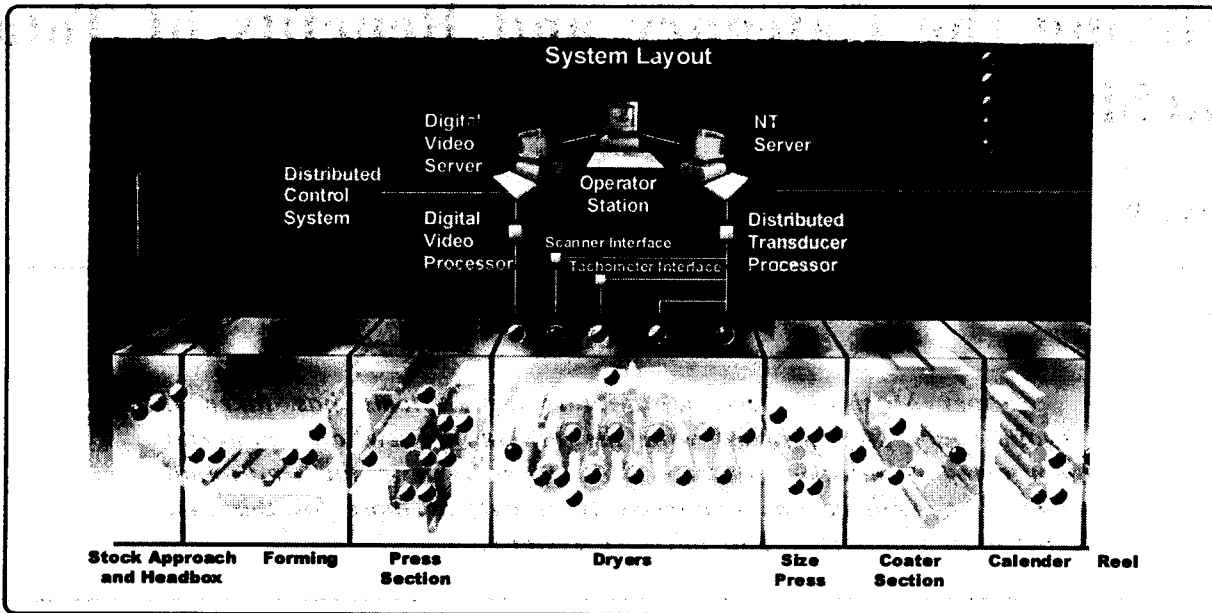 System Layout
Digital
Video
Server
NT
Server
Distributed
Control
System
Operator
Station
Digital
Video
Processor
Distributed
Transducer
Processor
Scanner Interface
Tachometer Interface
Stock Approach
and Headbox
Forming
Press
Section
Dryers
Size
Press
Coater
Section
Calender
Reel